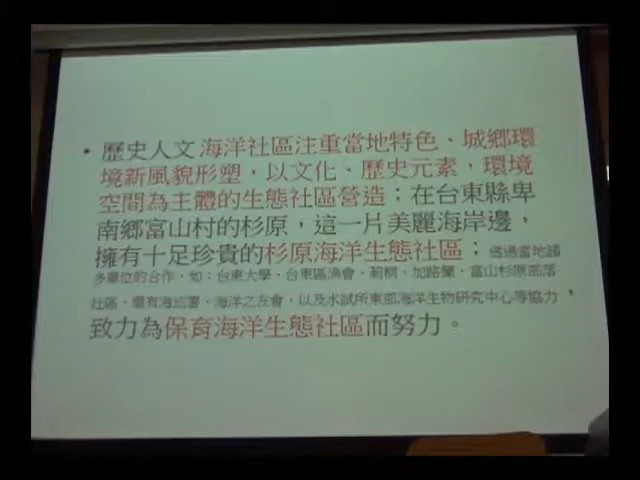 • 歷史人文海洋社區注重當地特色、城鄉環
境新風貌形塑，以文化、歷史元素，環境
空間為主體的生態社區營造；在台東縣卑
南鄉富山村的杉原，這一片美麗海岸邊，
擁有十足珍貴的杉原海洋生態社區；透過當地諸
多單位的合作，如：台東大學、台東區漁會、莿桐、加路蘭、富山杉原部落
社區，還有海巡署、海洋之友會，以及水試所東部海洋生物研究中心等協力，
致力為保育海洋生態社區而努力。